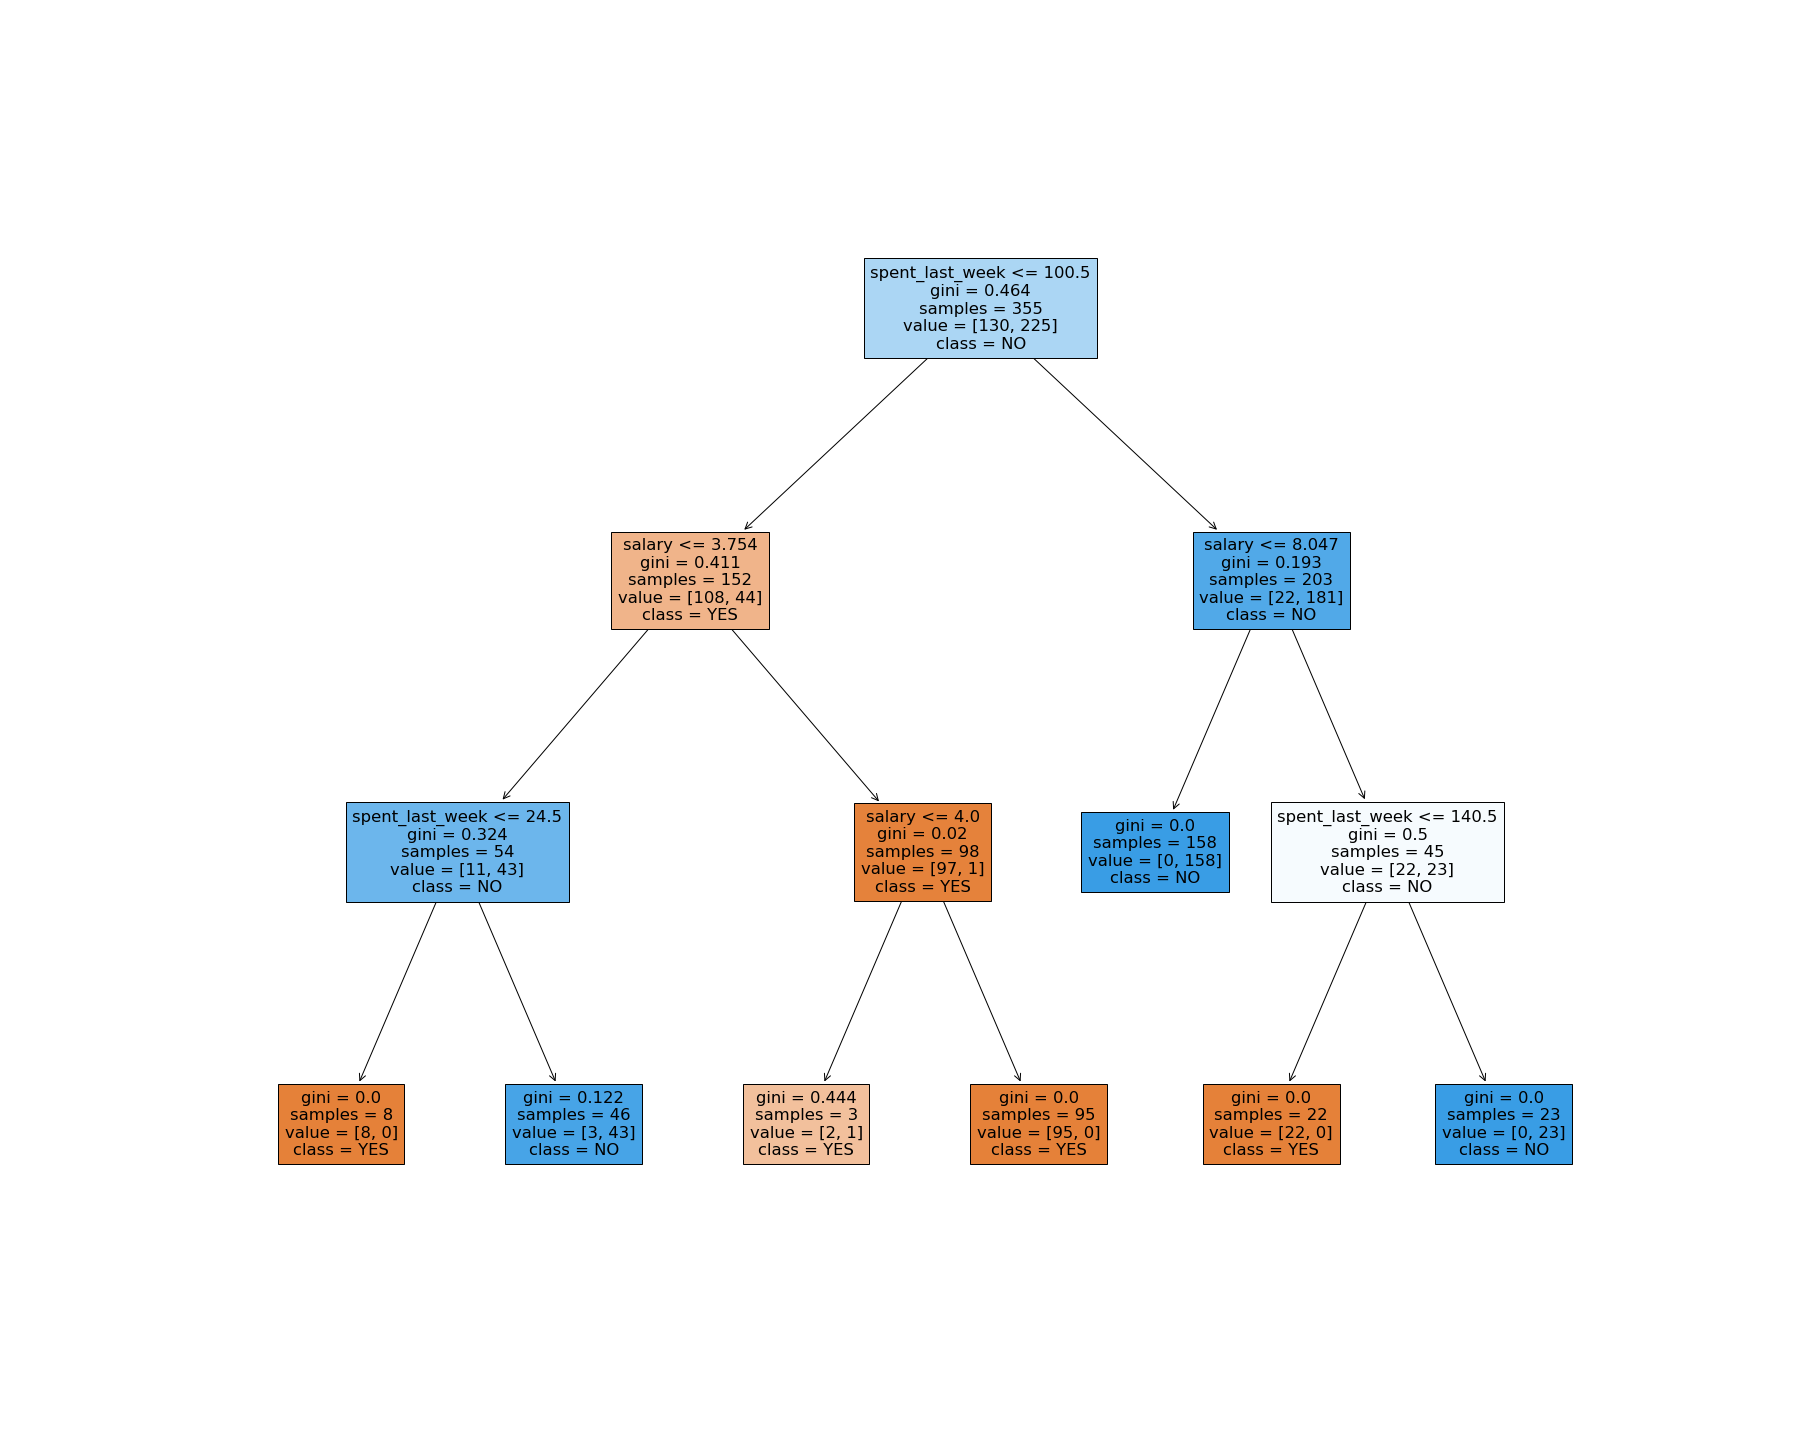 spent_last_week <= 100.5
gini = 0.464
samples = 355
value = [130, 225]
class = NO
salary <= 3.754
gini = 0.411
samples = 152
value = [108, 44]
class = YES
salary <= 8.047
gini = 0.193
samples = 203
value = [22, 181]
class = NO
spent_last_week <= 24.5
gini = 0.324
samples = 54
value = [11, 43]
class = NO
salary <= 4.0
gini = 0.02
samples = 98
value = [97, 1]
class = YES
gini = 0.0
samples = 158
value = [0, 158]
class = NO
spent_last_week <= 140.5
gini = 0.5
samples = 45
value = [22, 23]
class = NO
gini = 0.0
samples = 8
value = [8, 0]
class = YES
gini = 0.122
samples = 46
value = [3, 43]
class = NO
gini = 0.444
samples = 3
value = [2, 1]
class = YES
gini = 0.0
samples = 95
value = [95, 0]
class = YES
gini = 0.0
samples = 22
value = [22, 0]
class = YES
gini = 0.0
samples = 23
value = [0, 23]
class = NO